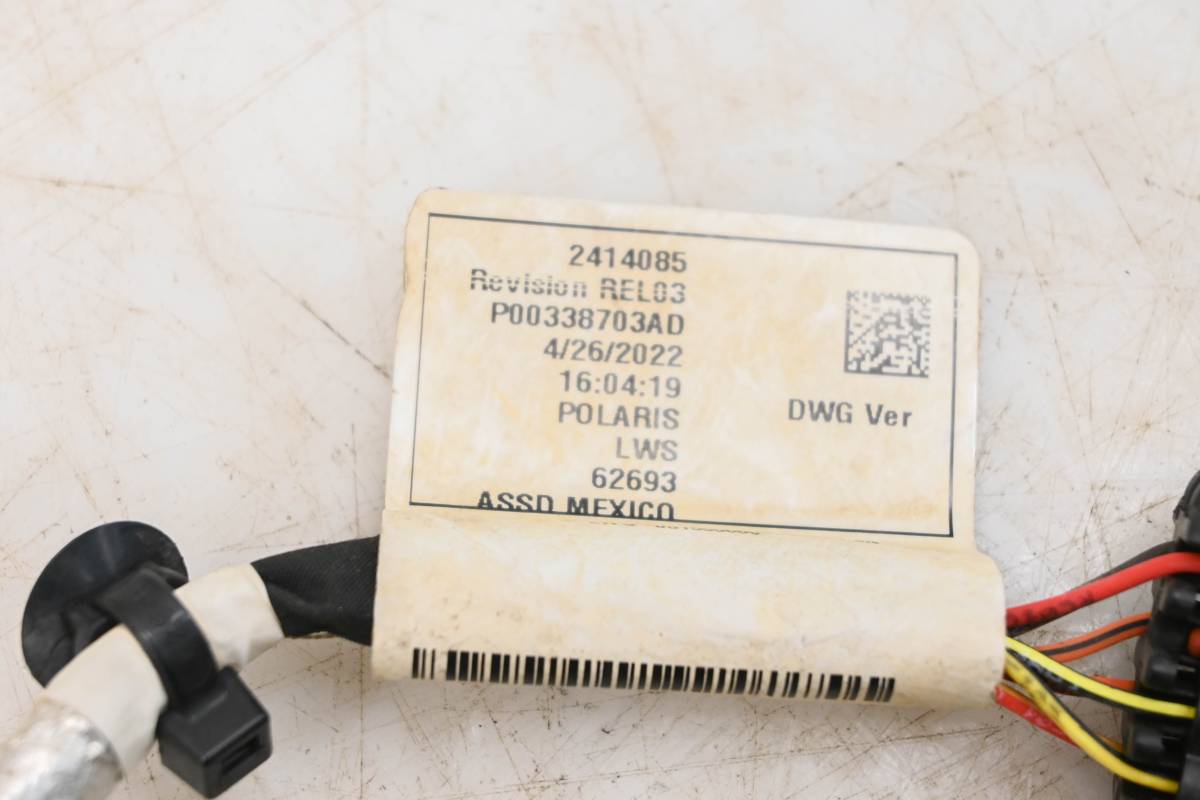 2414085
Revision REL03
P00338703AD
4/26/2022
16:04:19
POLARIS
LWS
62693
ASSD MEXICO
DWG Ver